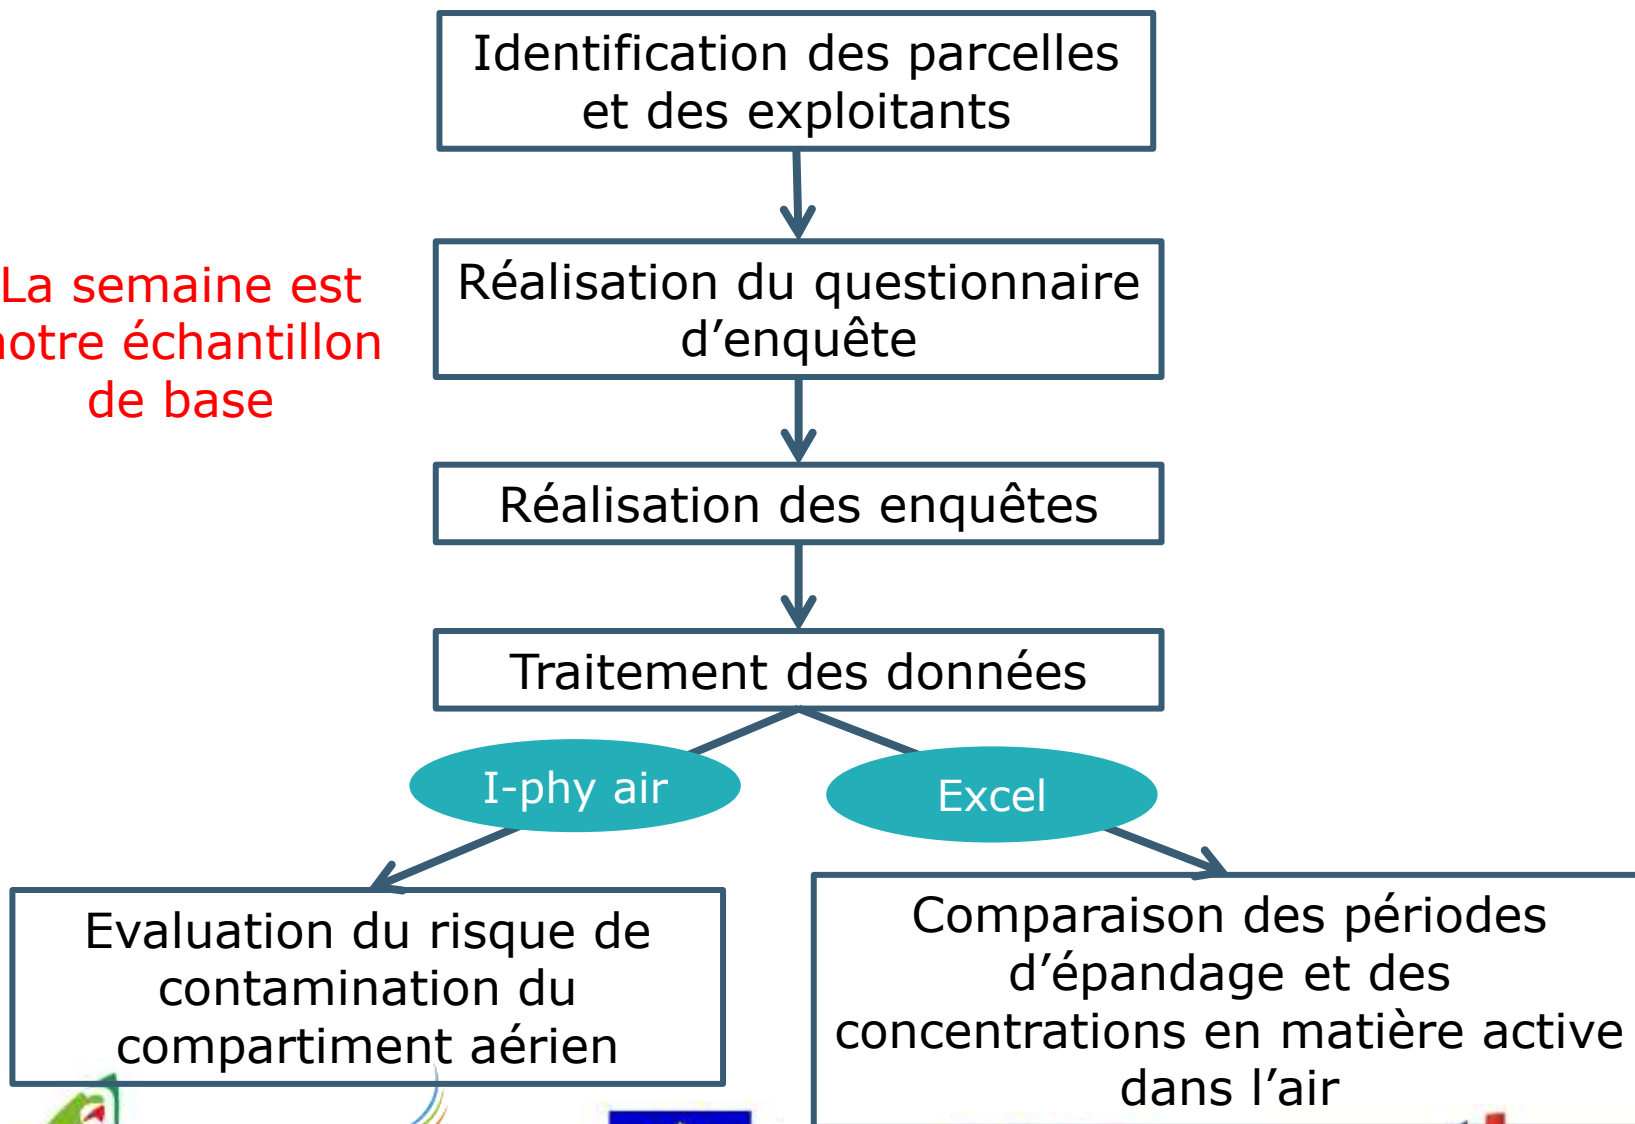 Identification des parcelles
et des exploitants
La semaine est
notre échantillon
de base
Réalisation du questionnaire
d’enquête
Réalisation des enquêtes
Traitement des données
I-phy air
Excel
Evaluation du risque de
contamination du
compartiment aérien
Comparaison des périodes
d’épandage et des
concentrations en matière active
dans l’air